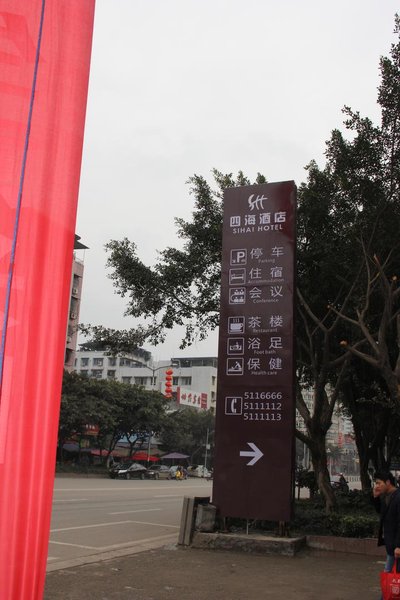 四海酒店
SIHAI HOTEL
P 停车
Parking
住宿
Accommodation
会议
Conference
茶楼
Restaurant
浴足
Foot bath
保健
Health care
5116666
5111112
5111113